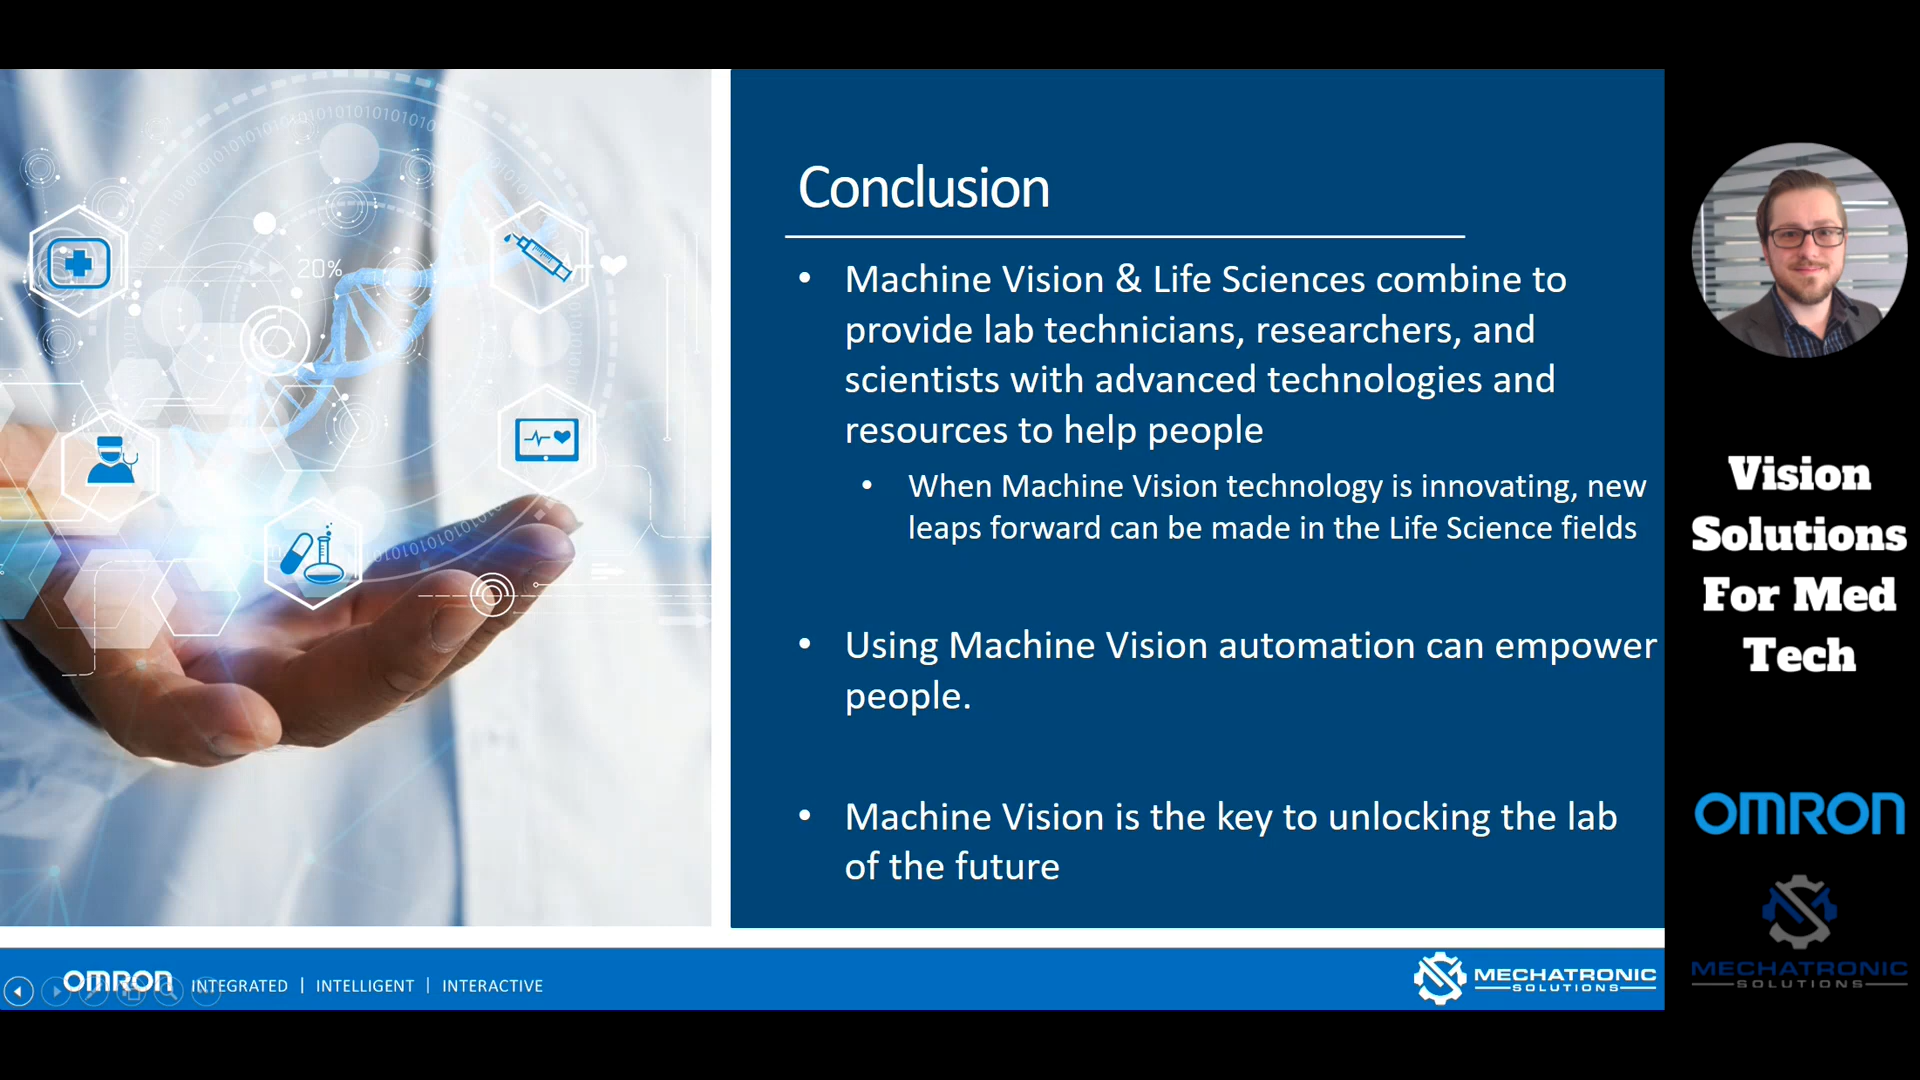 Conclusion
• Machine Vision & Life Sciences combine to
provide lab technicians, researchers, and
scientists with advanced technologies and
resources to help people
• When Machine Vision technology is innovating, new
leaps forward can be made in the Life Science fields
• Using Machine Vision automation can empower
people.
• Machine Vision is the key to unlocking the lab
of the future
20%
OMRON INTEGRATED | INTELLIGENT | INTERACTIVE
MECHATRONIC
SOLUTIONS
Vision
Solutions
For Med
Tech
OMRON
MECHATRONIC
SOLUTIONS